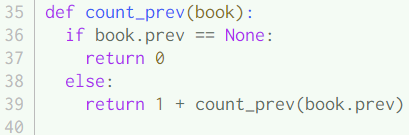 35 def count_prev(book):
36   if book.prev == None:
37     return 0
38   else:
39     return 1 + count_prev(book.prev)
40